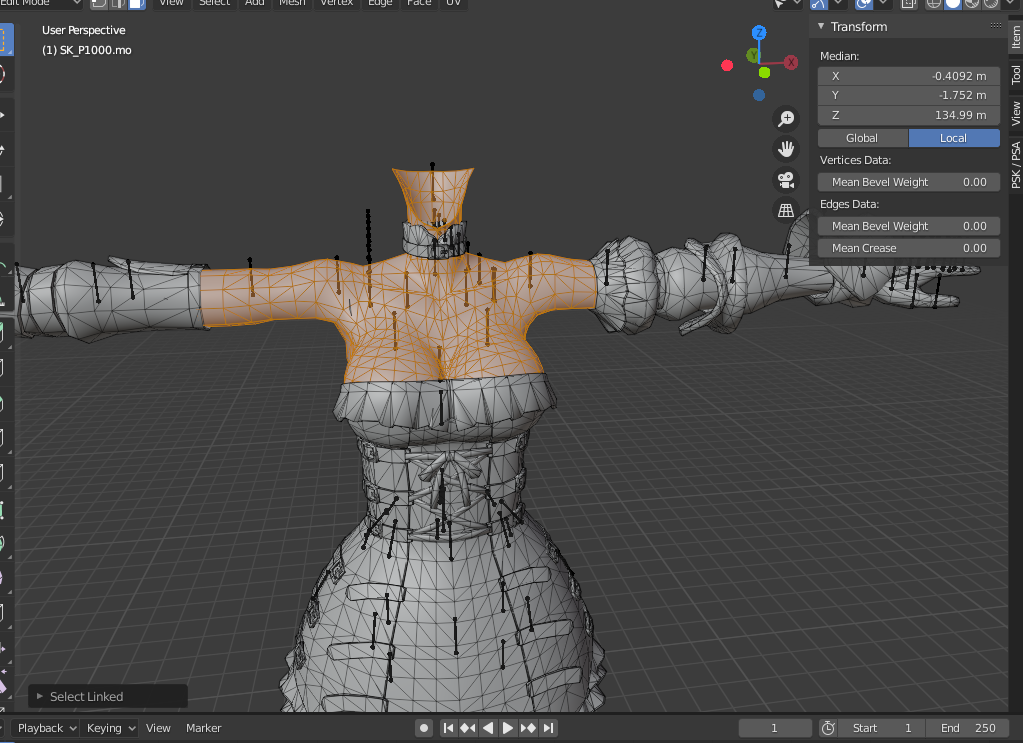 Edit Mode View Select Add Mesh Vertex Edge Face UV
User Perspective
(1) SK_P1000.mo
Z
Y
X
Transform
Median:
X -0.4092 m
Y -1.752 m
Z 134.99 m
Global Local
Vertices Data:
Mean Bevel Weight 0.00
Edges Data:
Mean Bevel Weight 0.00
Mean Crease 0.00
Item
Tool
View
PSK / PSA
Select Linked
Playback Keying View Marker 1 Start 1 End 250